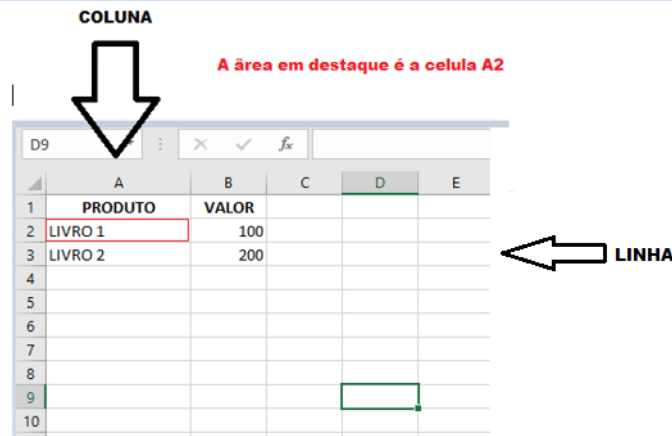 COLUNA
A ãrea em destaque é a celula A2
D9 fx
A B C D E
1 PRODUTO VALOR
2 LIVRO 1 100
3 LIVRO 2 200
LINHA
4
5
6
7
8
9
10